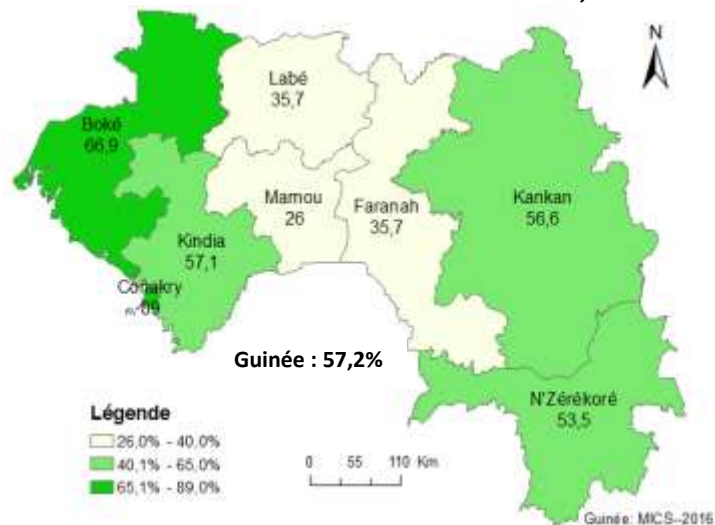 N
Labé
35,7
Boké
66,9
Mamou
26
Faranah
35,7
Kankan
56,6
Kindia
57,1
Conakry
89
Guinée : 57,2%
N'Zérékoré
53,5
Légende
26,0% - 40,0%
40,1% - 65,0%
65,1% - 89,0%
0 55 110 Km
Guinée: MICS--2016